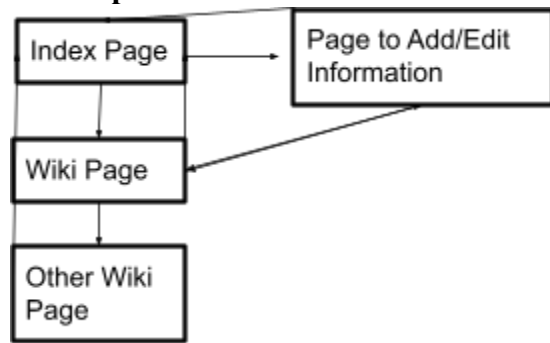 Index Page
Page to Add/Edit
Information
Wiki Page
Other Wiki
Page